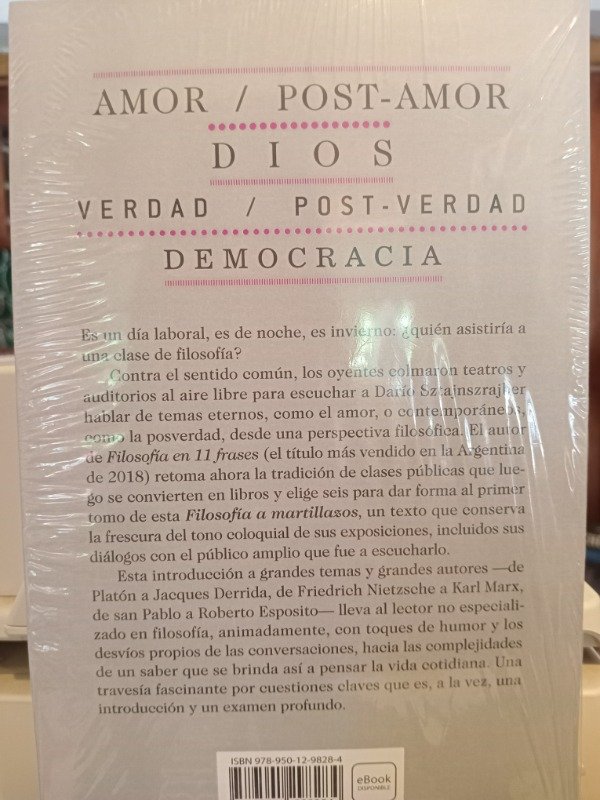 AMOR / POST-AMOR
DIOS
VERDAD / POST-VERDAD
DEMOCRACIA
Es un día laboral, es de noche, es invierno: ¿quién asistiría a
una clase de filosofía?
Contra el sentido común, los oyentes colmaron teatros y
auditorios al aire libre para escuchar a Darío Sztajnszrajber
hablar de temas eternos, como el amor, o contemporáneos,
como la posverdad, desde una perspectiva filosófica. El autor
de Filosofía en 11 frases (el título más vendido en la Argentina
de 2018) retoma ahora la tradición de clases públicas que lue-
go se convierten en libros y elige seis para dar forma al primer
tomo de esta Filosofía a martillazos, un texto que conserva
la frescura del tono coloquial de sus exposiciones, incluidos sus
diálogos con el público amplio que fue a escucharlo.
Esta introducción a grandes temas y grandes autores —de
Platón a Jacques Derrida, de Friedrich Nietzsche a Karl Marx,
de san Pablo a Roberto Esposito— lleva al lector no especiali-
zado en filosofía, animadamente, con toques de humor y los
desvíos propios de las conversaciones, hacia las complejidades
de un saber que se brinda así a pensar la vida cotidiana. Una
travesía fascinante por cuestiones claves que es, a la vez, una
introducción y un examen profundo.
ISBN 978-950-12-9828-4
eBook
DISPONIBLE